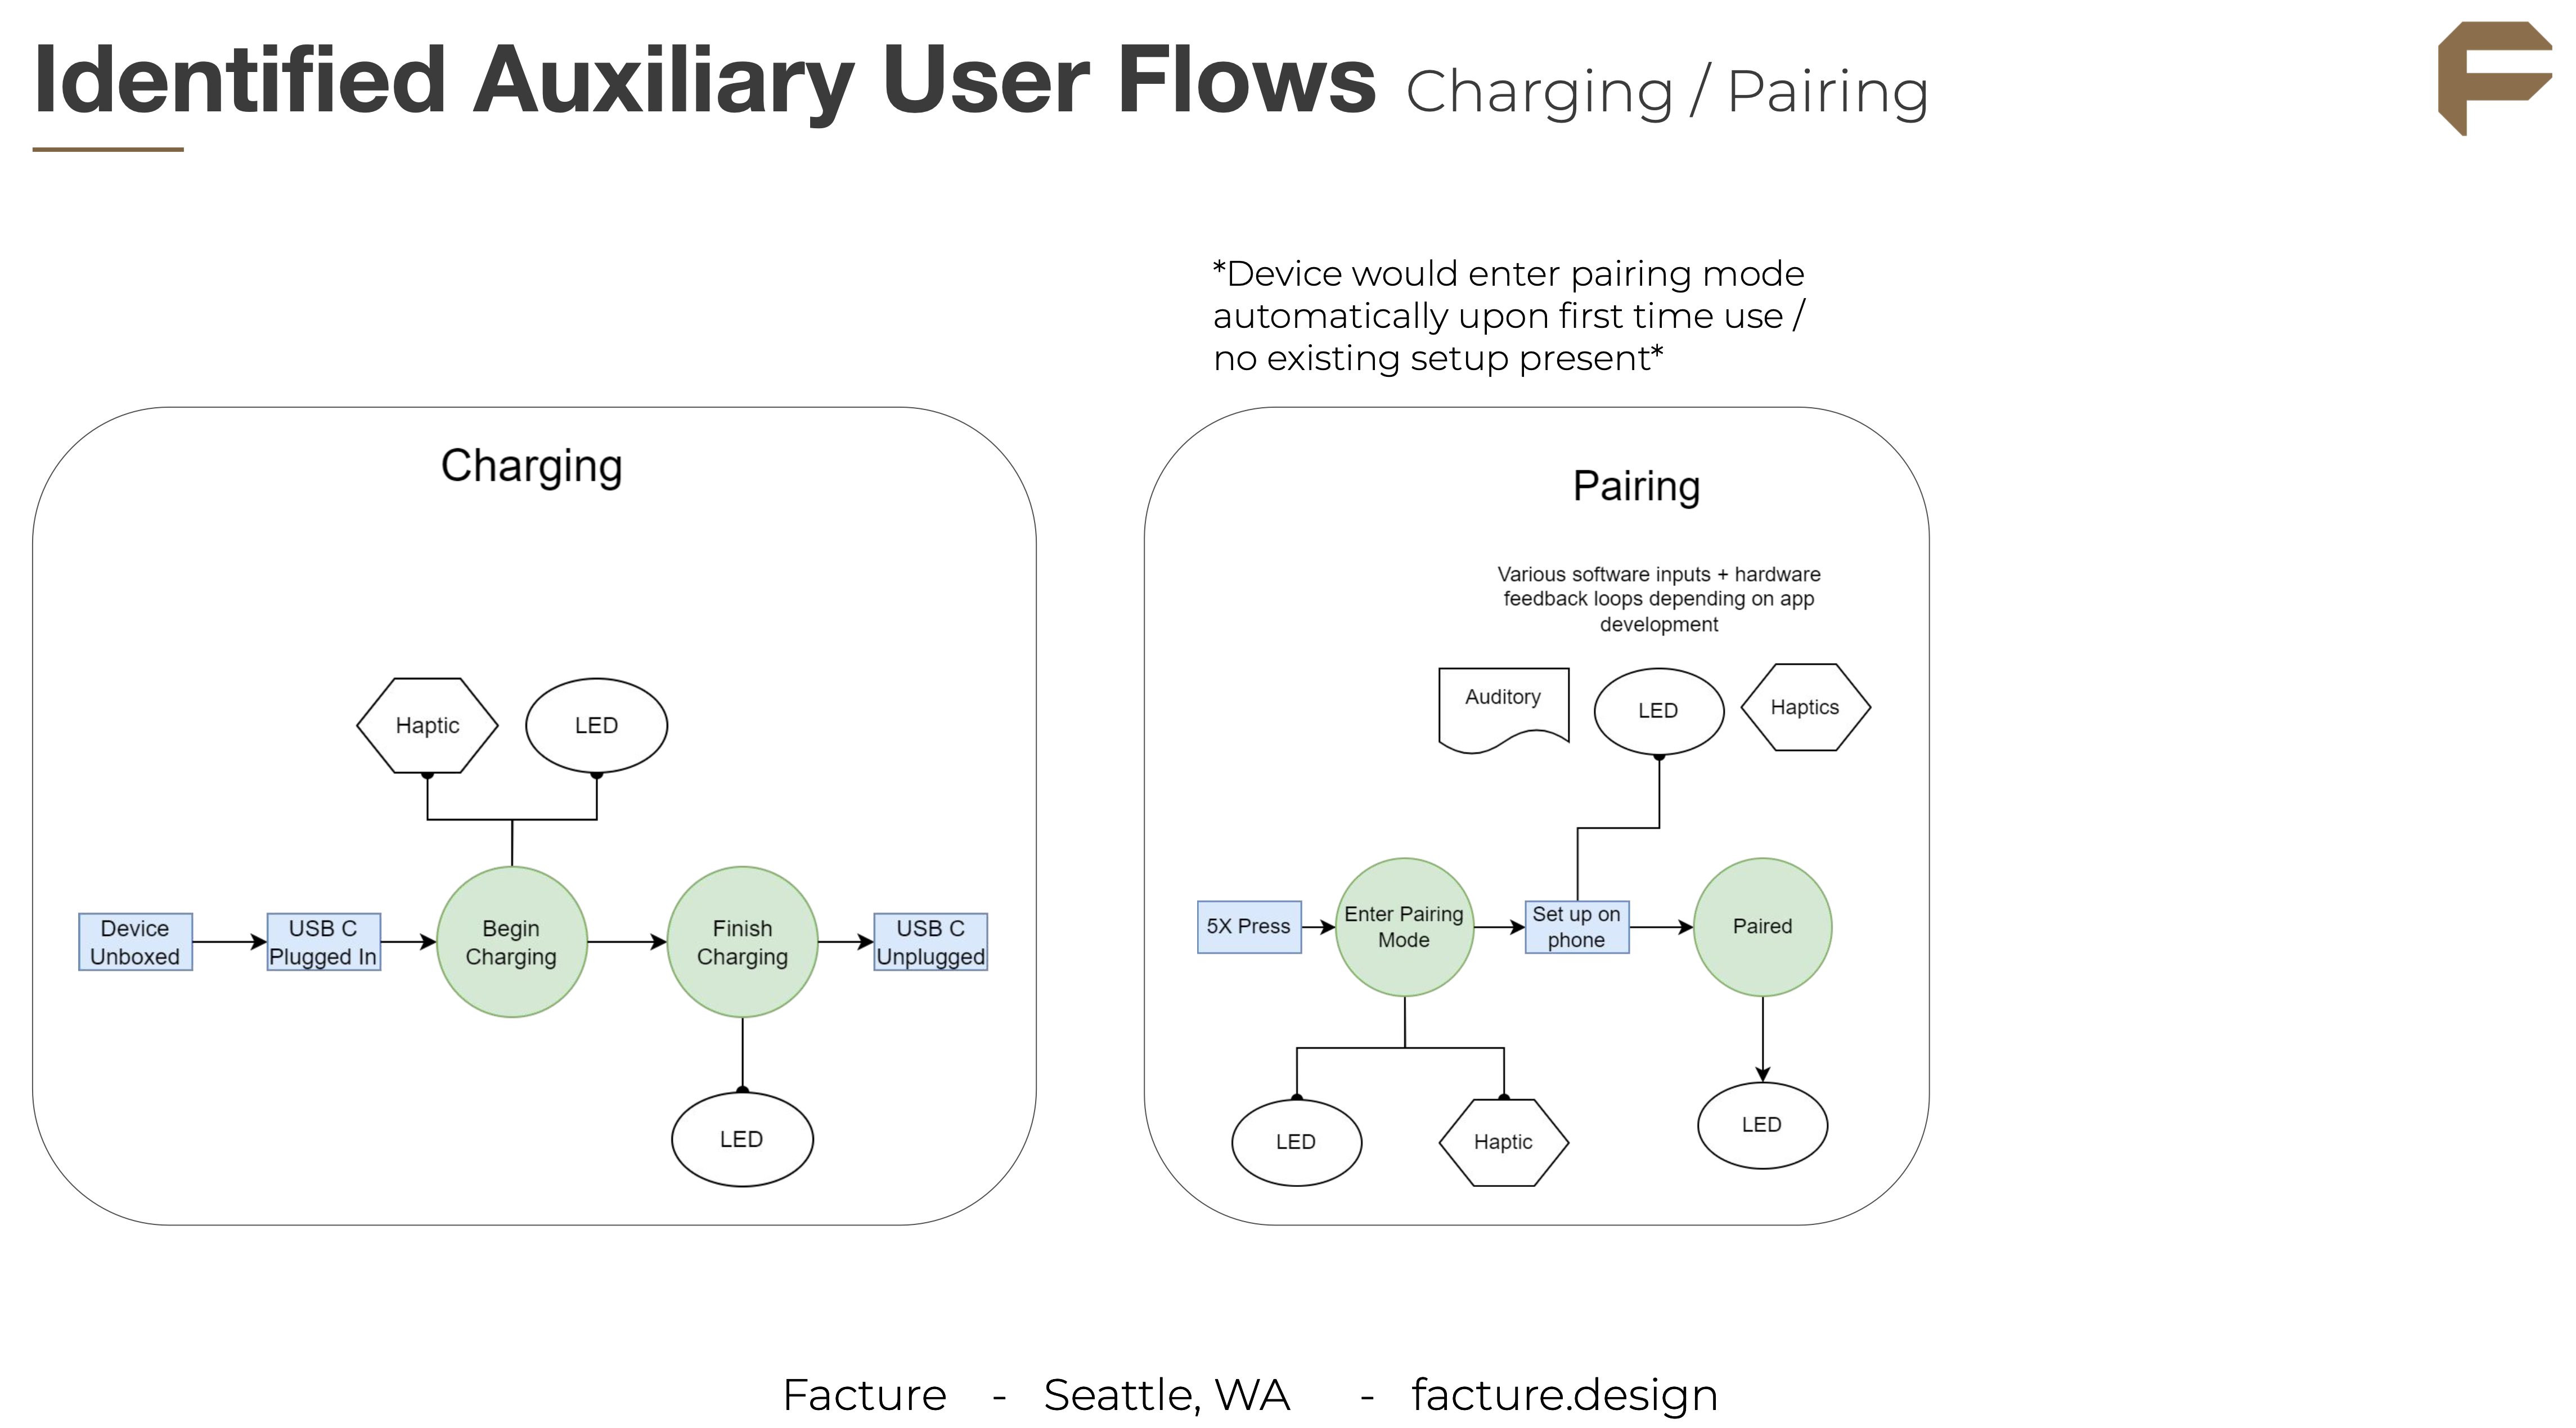 Identified Auxiliary User Flows Charging / Pairing
*Device would enter pairing mode
automatically upon first time use /
no existing setup present*
Charging
Haptic
LED
Device
Unboxed
USB C
Plugged In
Begin
Charging
Finish
Charging
USB C
Unplugged
LED
Pairing
Various software inputs + hardware
feedback loops depending on app
development
Auditory
LED
Haptics
5X Press
Enter Pairing
Mode
Set up on
phone
Paired
LED
Haptic
LED
Facture - Seattle, WA - facture.design